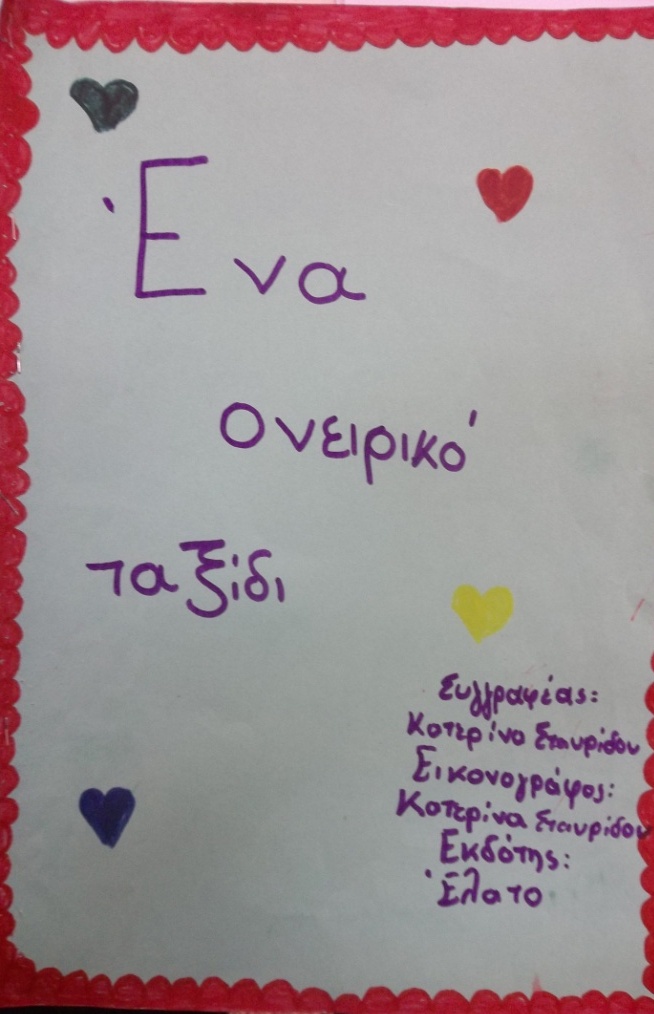 Ένα
ονειρικό
ταξίδι
Συγγραφέας:
Κατερίνα Σταυρίδου
Εικονογράφος:
Κατερίνα Σταυρίδου
Εκδότης:
Έλατο